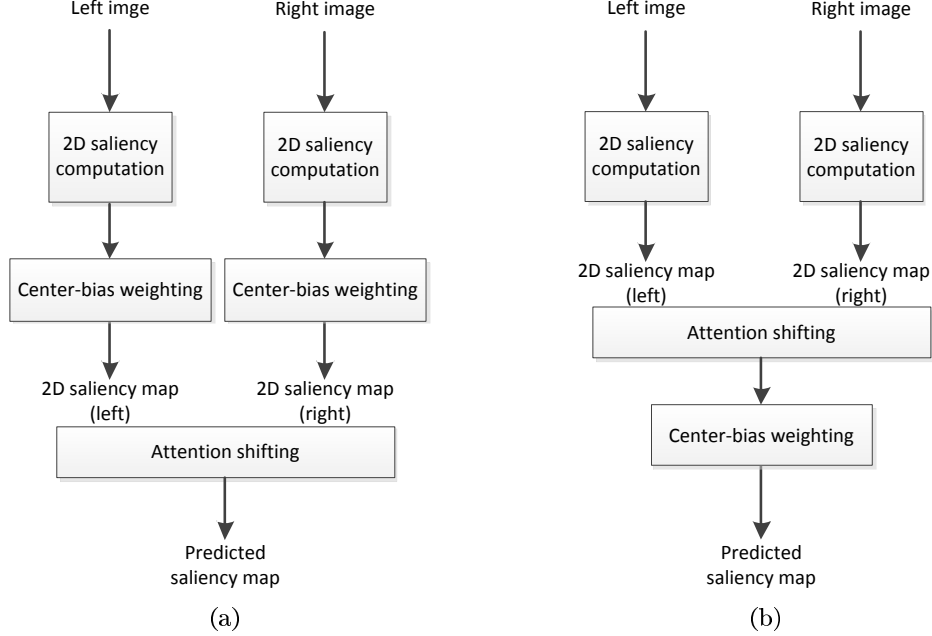 Left imge
Right image
2D saliency
computation
2D saliency
computation
Center-bias weighting
Center-bias weighting
2D saliency map
(left)
2D saliency map
(right)
Attention shifting
Predicted
saliency map
(a)
Left imge
Right image
2D saliency
computation
2D saliency
computation
2D saliency map
(left)
2D saliency map
(right)
Attention shifting
Center-bias weighting
Predicted
saliency map
(b)